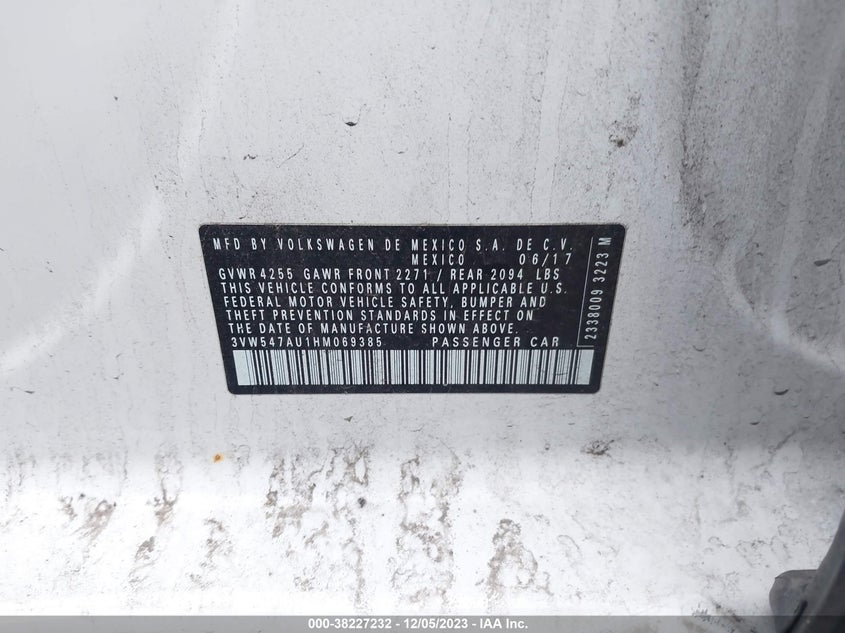 MFD BY VOLKSWAGEN DE MEXICO S.A. DE C.V.
MEXICO 06/17
GVWR 4255 GAWR FRONT 2271 / REAR 2094 LBS
THIS VEHICLE CONFORMS TO ALL APPLICABLE U.S.
FEDERAL MOTOR VEHICLE SAFETY, BUMPER AND
THEFT PREVENTION STANDARDS IN EFFECT ON
THE DATE OF MANUFACTURE SHOWN ABOVE.
3VW547AU1HM069385 PASSENGER CAR
2338009 3223 M
000-38227232 - 12/05/2023 - IAA Inc.